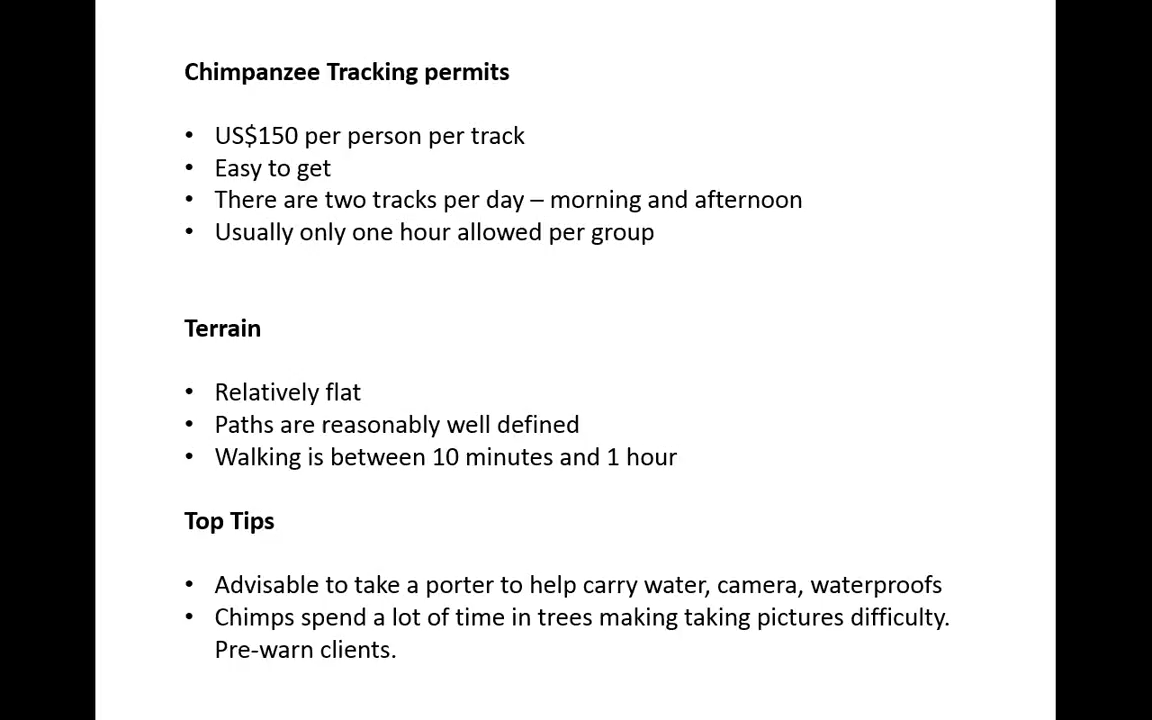 Chimpanzee Tracking permits
• US$150 per person per track
• Easy to get
• There are two tracks per day – morning and afternoon
• Usually only one hour allowed per group
Terrain
• Relatively flat
• Paths are reasonably well defined
• Walking is between 10 minutes and 1 hour
Top Tips
• Advisable to take a porter to help carry water, camera, waterproofs
• Chimps spend a lot of time in trees making taking pictures difficulty.
Pre-warn clients.